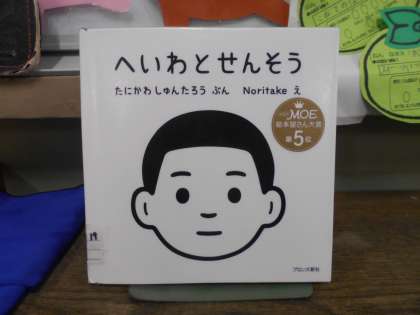 へいわとせんそう
たにかわ しゅんたろう ぶん Noritake え
MOE
絵本屋さん大賞
第5位
ブロンズ新社